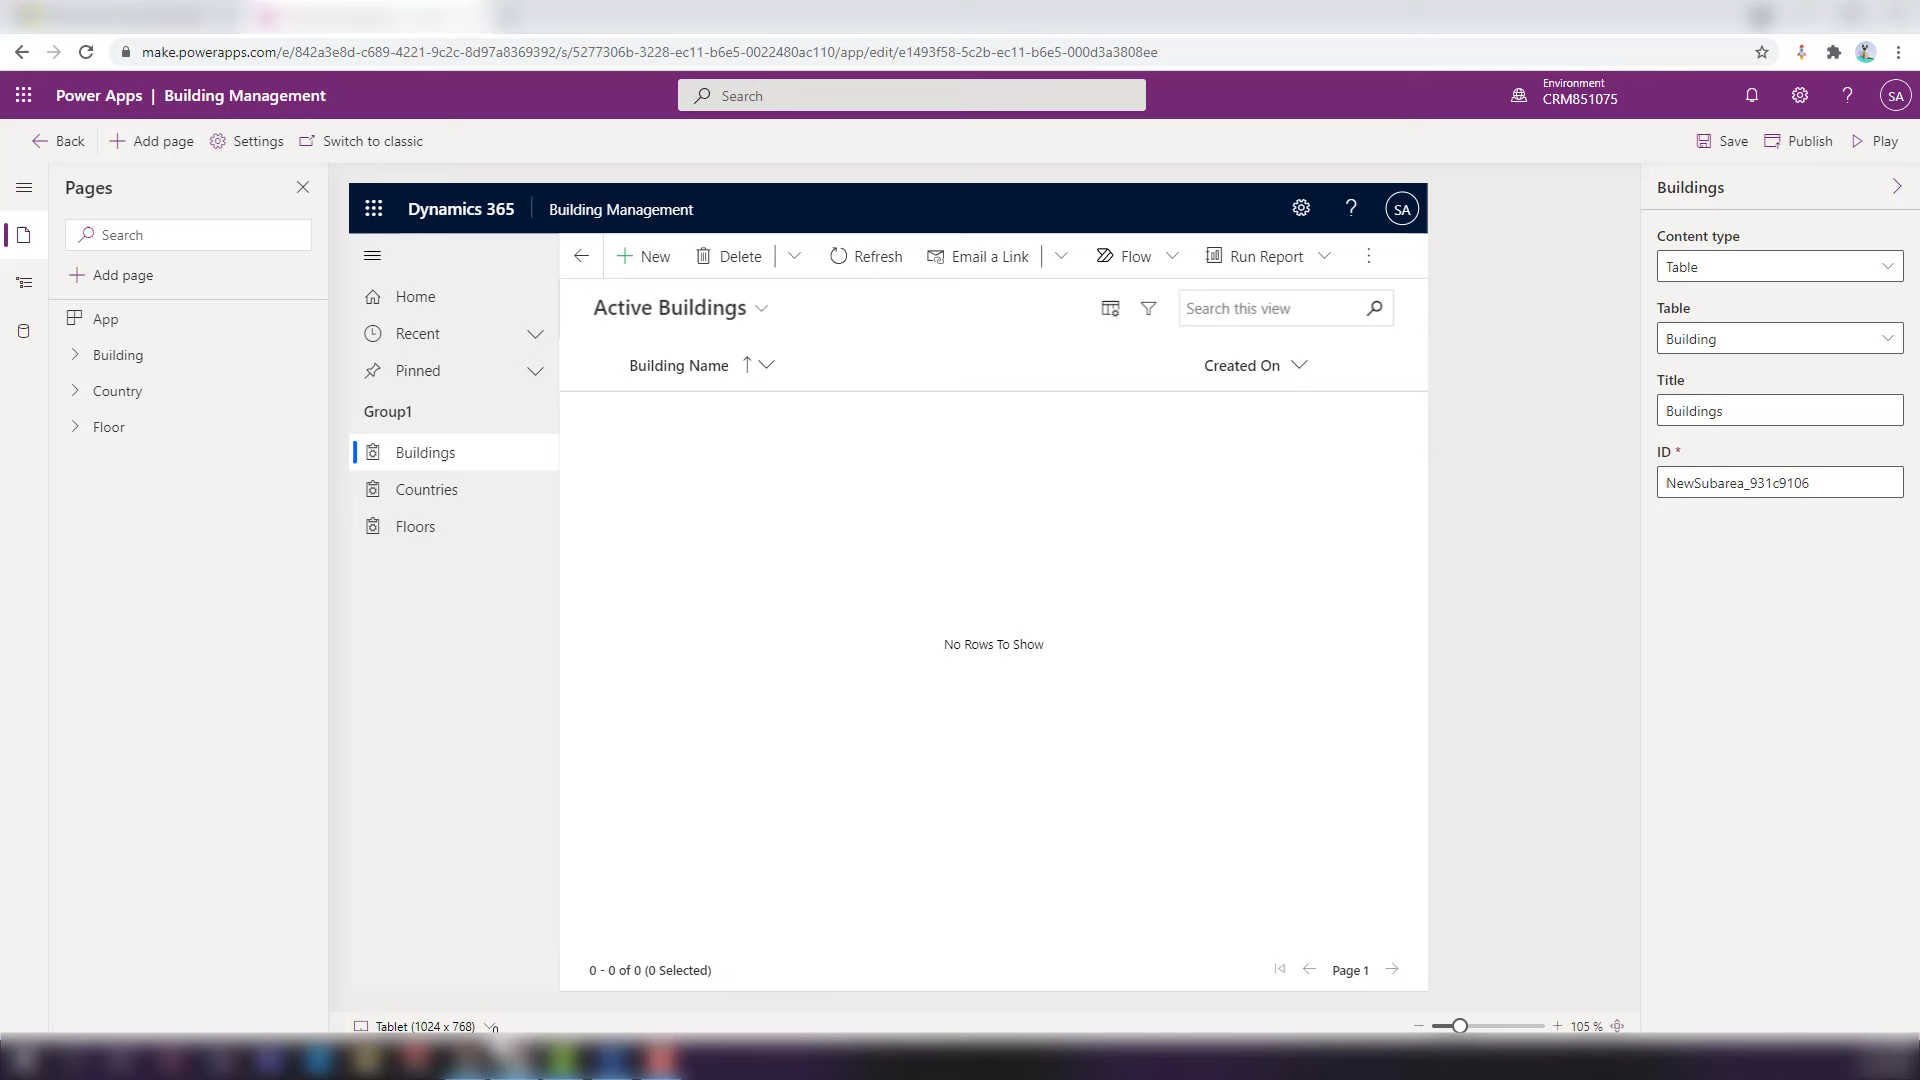 make.powerapps.com/e/842a3e8d-c689-4221-9c2c-8d97a8369392/s/5277306b-3228-ec11-b6e5-0022480ac110/app/edit/e1493f58-5c2b-ec11-b6e5-000d3a3808ee
Power Apps | Building Management
Search
Environment
CRM851075
?
SA
Back
Add page
Settings
Switch to classic
Save
Publish
Play
Pages
Search
Add page
App
Building
Country
Floor
Dynamics 365
Building Management
?
SA
Home
Recent
Pinned
Group1
Buildings
Countries
Floors
New
Delete
Refresh
Email a Link
Flow
Run Report
Active Buildings
Search this view
Building Name
Created On
No Rows To Show
0 - 0 of 0 (0 Selected)
Page 1
Tablet (1024 x 768)
105 %
Buildings
Content type
Table
Table
Building
Title
Buildings
ID *
NewSubarea_931c9106